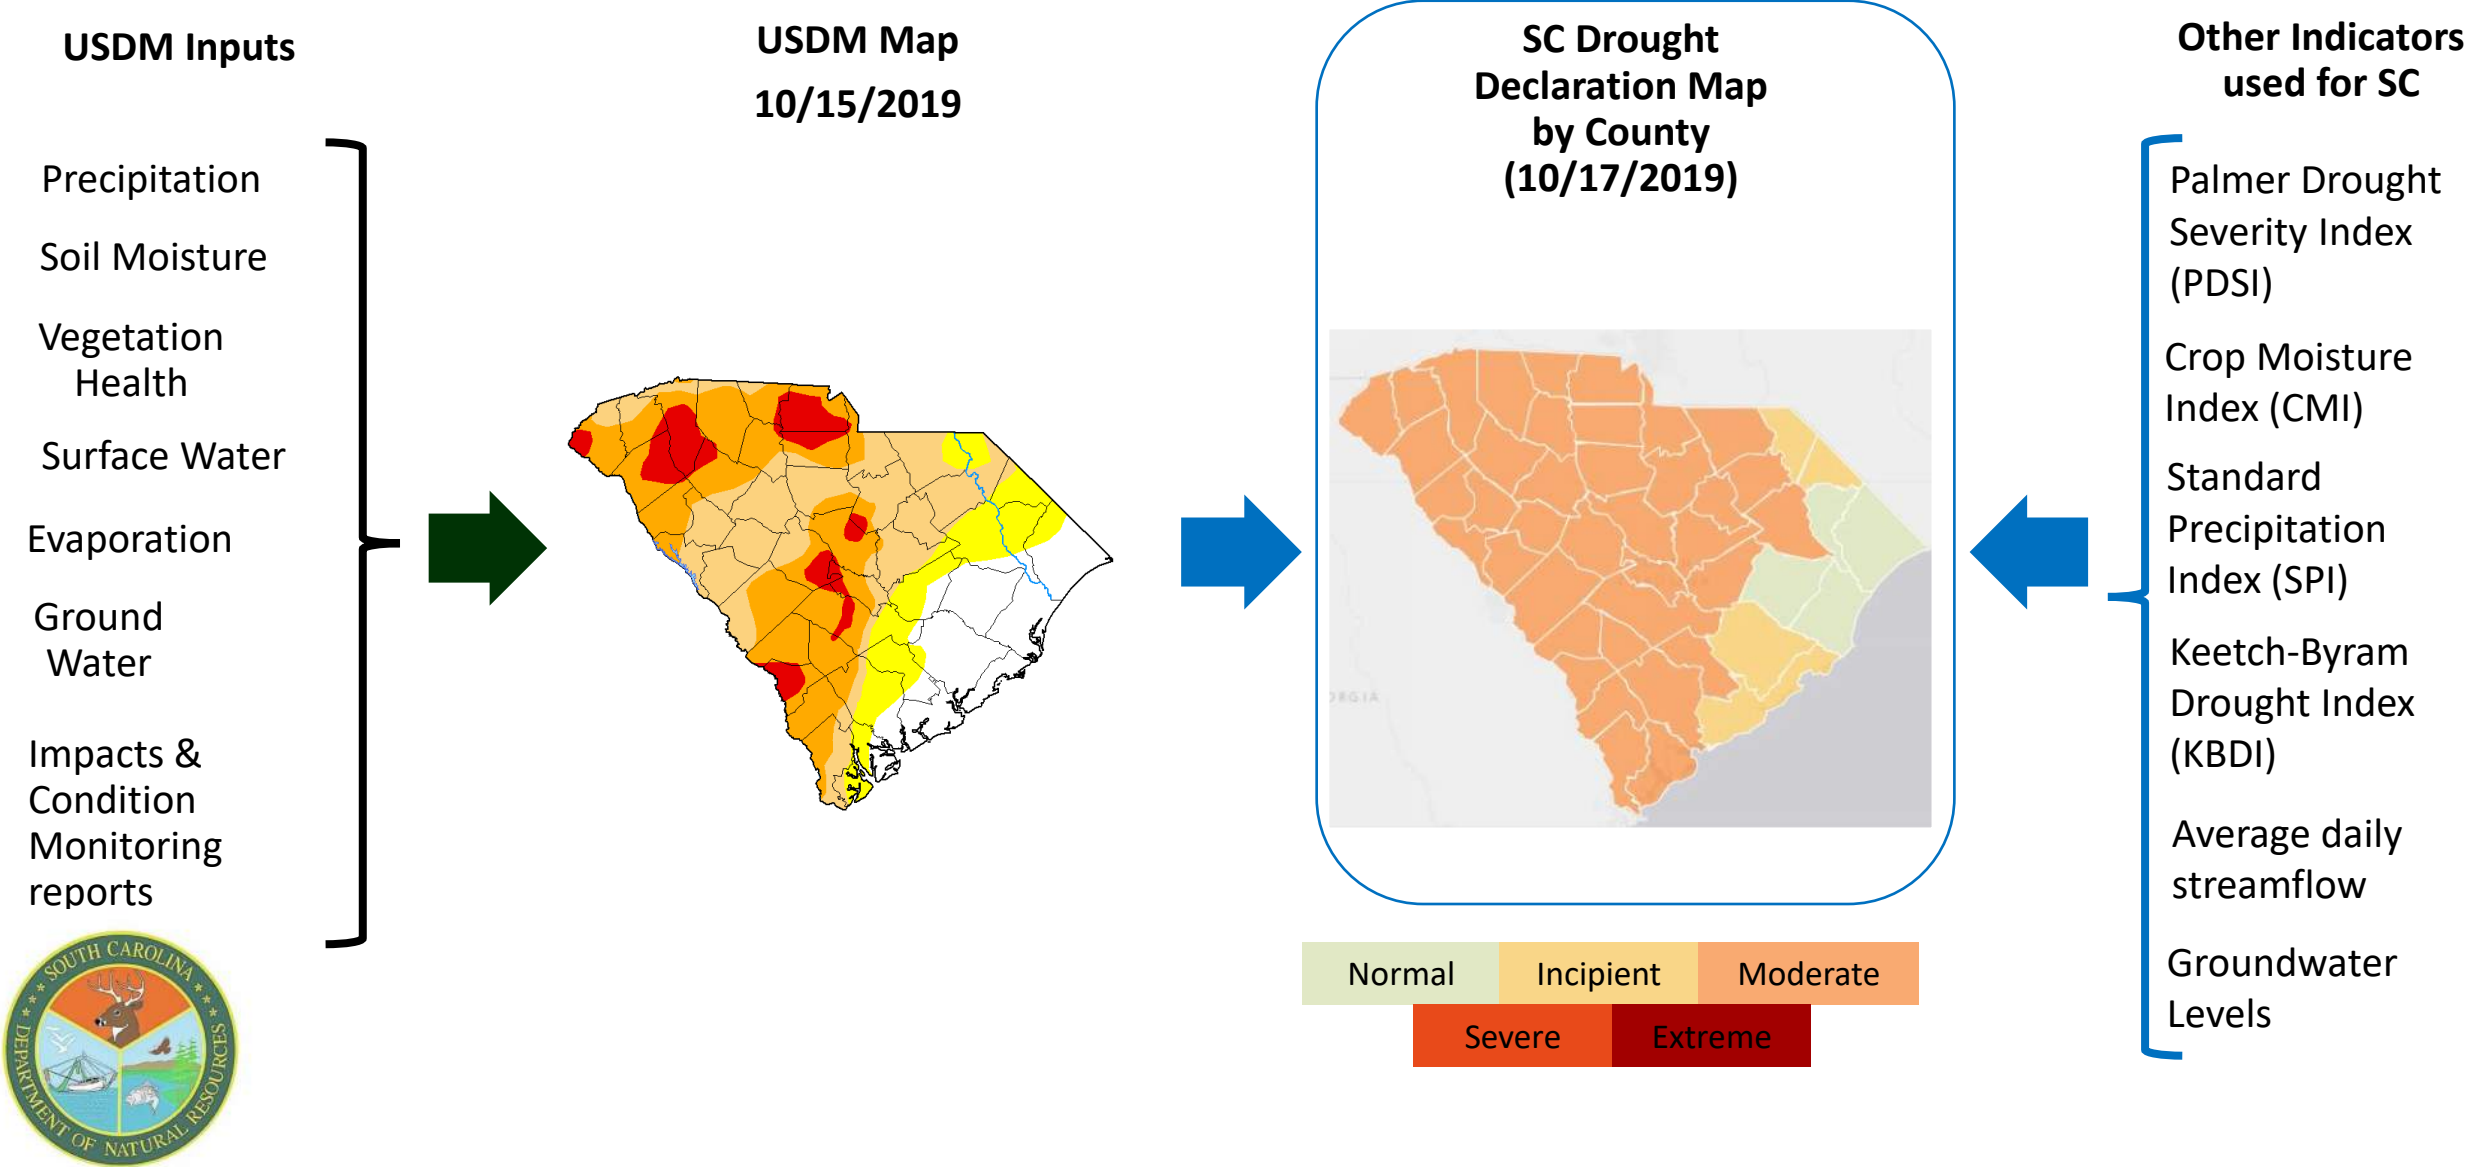 USDM Inputs
Precipitation
Soil Moisture
Vegetation
Health
Surface Water
Evaporation
Ground
Water
Impacts &
Condition
Monitoring
reports
SOUTH CAROLINA
DEPARTMENT OF NATURAL RESOURCES
USDM Map
10/15/2019
SC Drought
Declaration Map
by County
(10/17/2019)
ORGIA
Normal
Incipient
Moderate
Severe
Extreme
Other Indicators
used for SC
Palmer Drought
Severity Index
(PDSI)
Crop Moisture
Index (CMI)
Standard
Precipitation
Index (SPI)
Keetch-Byram
Drought Index
(KBDI)
Average daily
streamflow
Groundwater
Levels